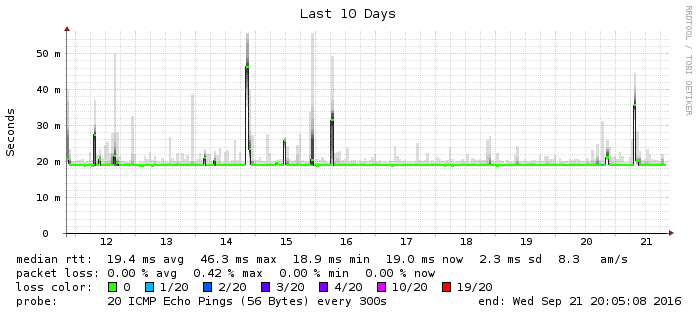 Last 10 Days
RRDTOOL / TOBI OETIKER
Seconds
50 m
40 m
30 m
20 m
10 m
0
12 13 14 15 16 17 18 19 20 21
median rtt: 19.4 ms avg 46.3 ms max 18.9 ms min 19.0 ms now 2.3 ms sd 8.3 am/s
packet loss: 0.00 % avg 0.42 % max 0.00 % min 0.00 % now
loss color: 0 1/20 2/20 3/20 4/20 10/20 19/20
probe: 20 ICMP Echo Pings (56 Bytes) every 300s end: Wed Sep 21 20:05:08 2016